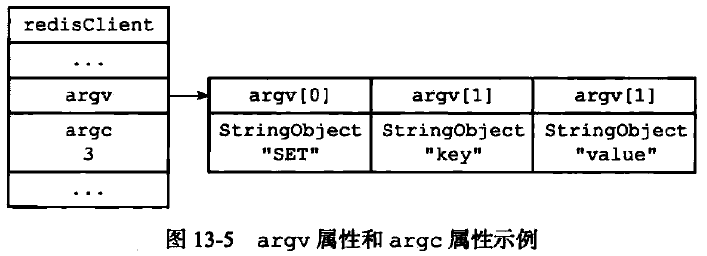 redisClient
...
argv
argc
3
...
argv[0] argv[1] argv[1]
StringObject StringObject StringObject
"SET" "key" "value"
图 13-5 argv 属性和 argc 属性示例